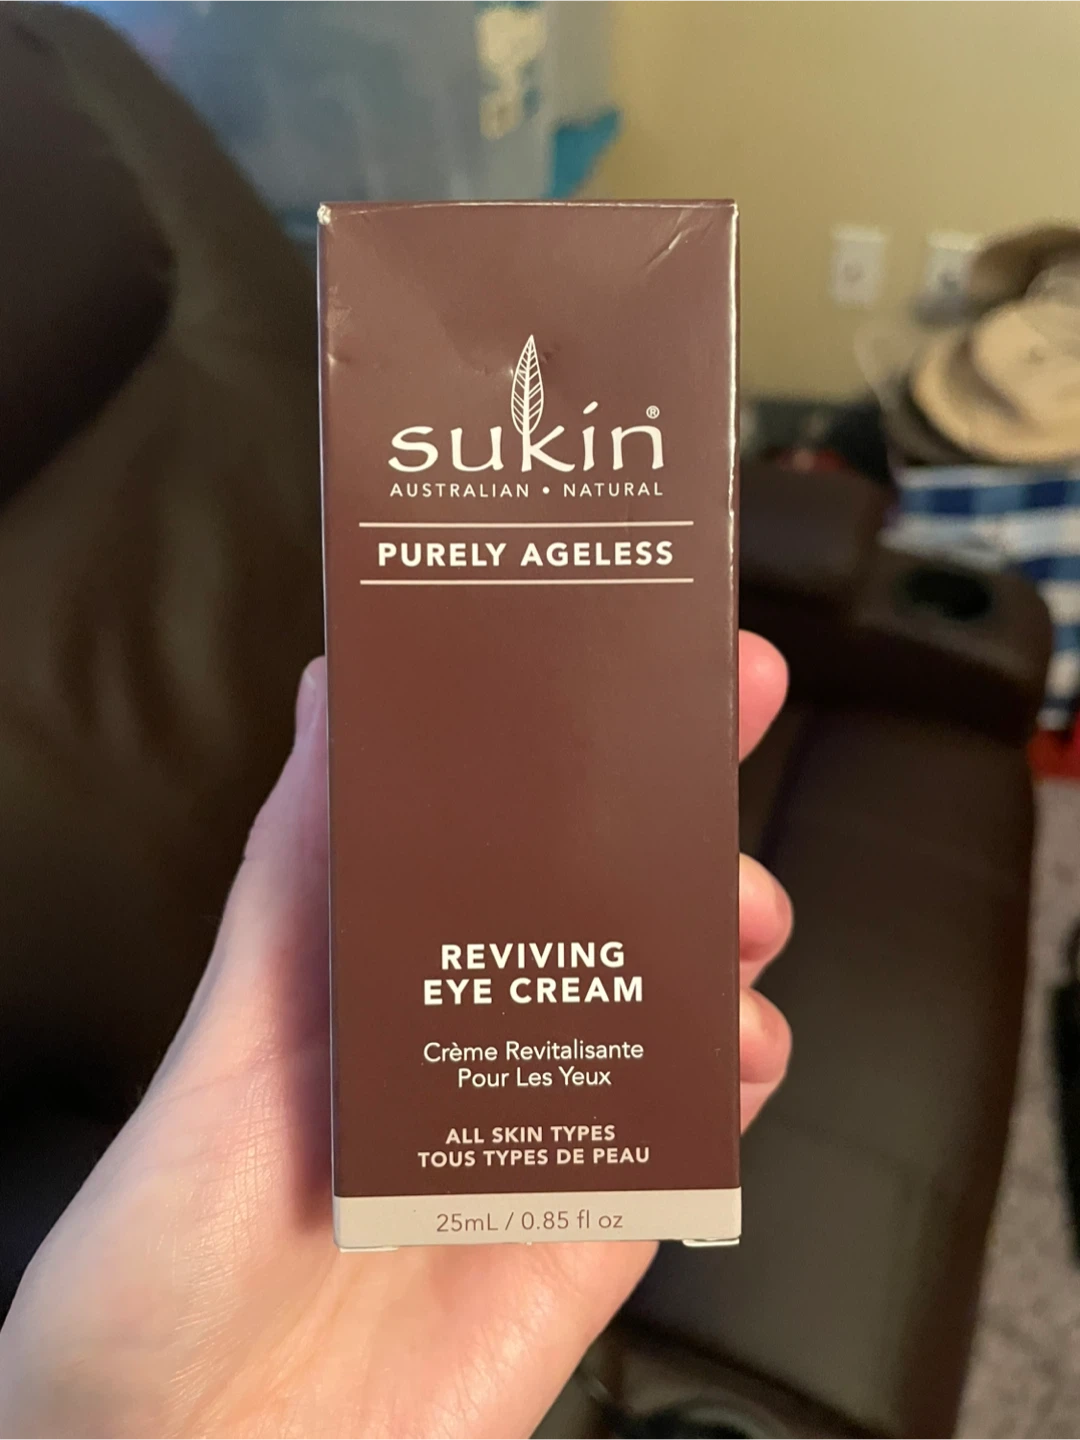 sukin®
AUSTRALIAN • NATURAL
PURELY AGELESS
REVIVING
EYE CREAM
Crème Revitalisante
Pour Les Yeux
ALL SKIN TYPES
TOUS TYPES DE PEAU
25mL / 0.85 fl oz